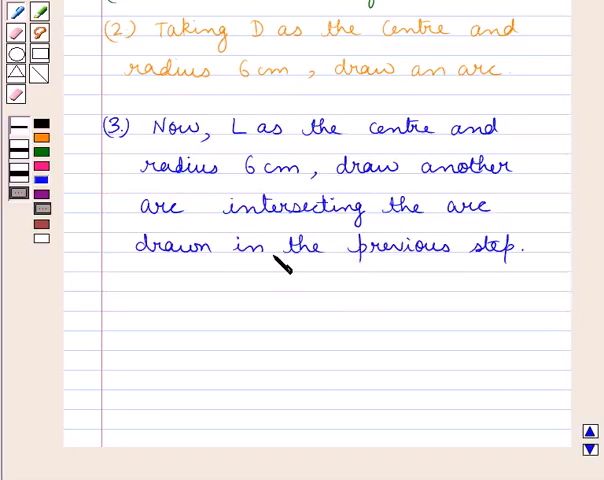 (2) Taking D as the centre and
radius 6 cm, draw an arc.
(3.) Now, L as the centre and
radius 6 cm, draw another
arc intersecting the arc
drawn in the previous step.